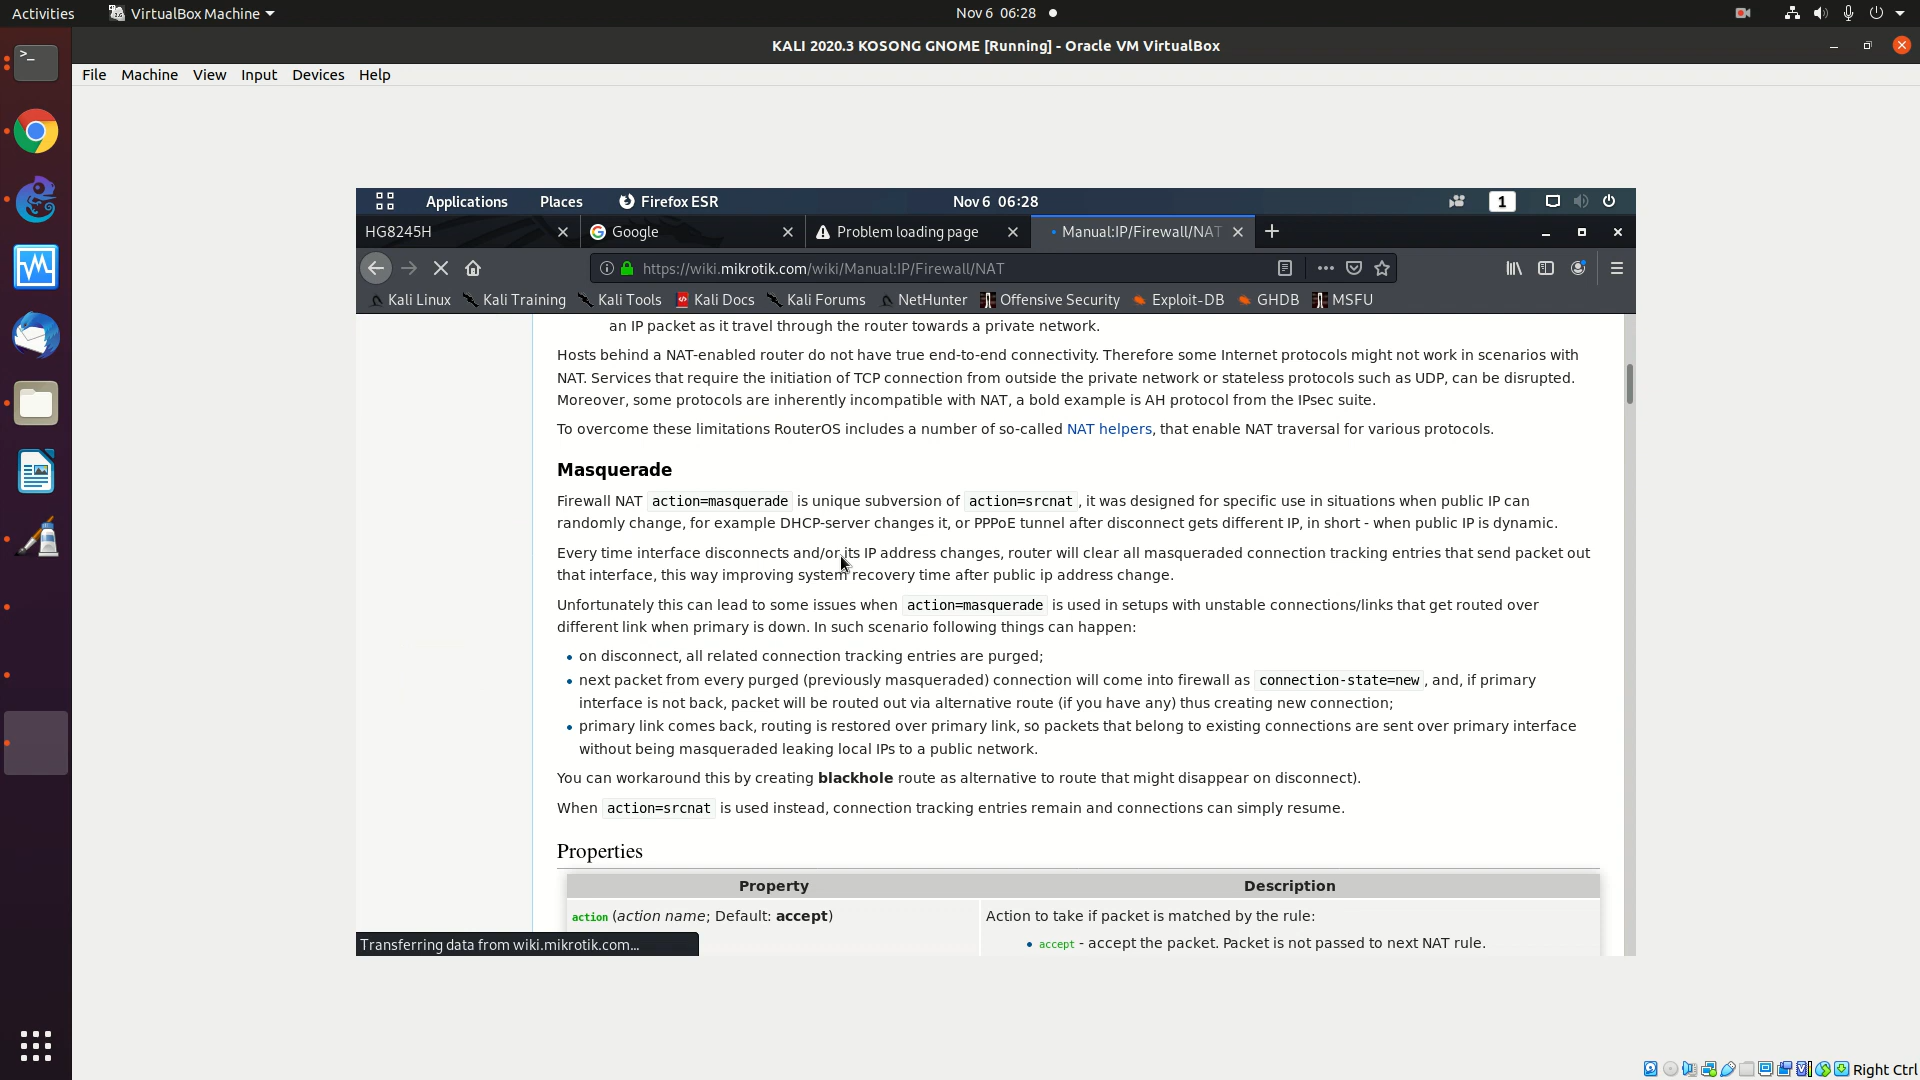 Activities VirtualBox Machine Nov 6 06:28
KALI 2020.3 KOSONG GNOME [Running] - Oracle VM VirtualBox
File Machine View Input Devices Help
Applications Places Firefox ESR Nov 6 06:28 1
HG8245H Google Problem loading page Manual:IP/Firewall/NAT
https://wiki.mikrotik.com/wiki/Manual:IP/Firewall/NAT
Kali Linux Kali Training Kali Tools Kali Docs Kali Forums NetHunter Offensive Security Exploit-DB GHDB MSFU
an IP packet as it travel through the router towards a private network.
Hosts behind a NAT-enabled router do not have true end-to-end connectivity. Therefore some Internet protocols might not work in scenarios with
NAT. Services that require the initiation of TCP connection from outside the private network or stateless protocols such as UDP, can be disrupted.
Moreover, some protocols are inherently incompatible with NAT, a bold example is AH protocol from the IPsec suite.
To overcome these limitations RouterOS includes a number of so-called NAT helpers, that enable NAT traversal for various protocols.
Masquerade
Firewall NAT action=masquerade is unique subversion of action=srcnat, it was designed for specific use in situations when public IP can
randomly change, for example DHCP-server changes it, or PPPoE tunnel after disconnect gets different IP, in short - when public IP is dynamic.
Every time interface disconnects and/or its IP address changes, router will clear all masqueraded connection tracking entries that send packet out
that interface, this way improving system recovery time after public ip address change.
Unfortunately this can lead to some issues when action=masquerade is used in setups with unstable connections/links that get routed over
different link when primary is down. In such scenario following things can happen:
on disconnect, all related connection tracking entries are purged;
next packet from every purged (previously masqueraded) connection will come into firewall as connection-state=new, and, if primary
interface is not back, packet will be routed out via alternative route (if you have any) thus creating new connection;
primary link comes back, routing is restored over primary link, so packets that belong to existing connections are sent over primary interface
without being masqueraded leaking local IPs to a public network.
You can workaround this by creating blackhole route as alternative to route that might disappear on disconnect).
When action=srcnat is used instead, connection tracking entries remain and connections can simply resume.
Properties
Property Description
action (action name; Default: accept) Action to take if packet is matched by the rule:
accept - accept the packet. Packet is not passed to next NAT rule.
Transferring data from wiki.mikrotik.com...
Right Ctrl